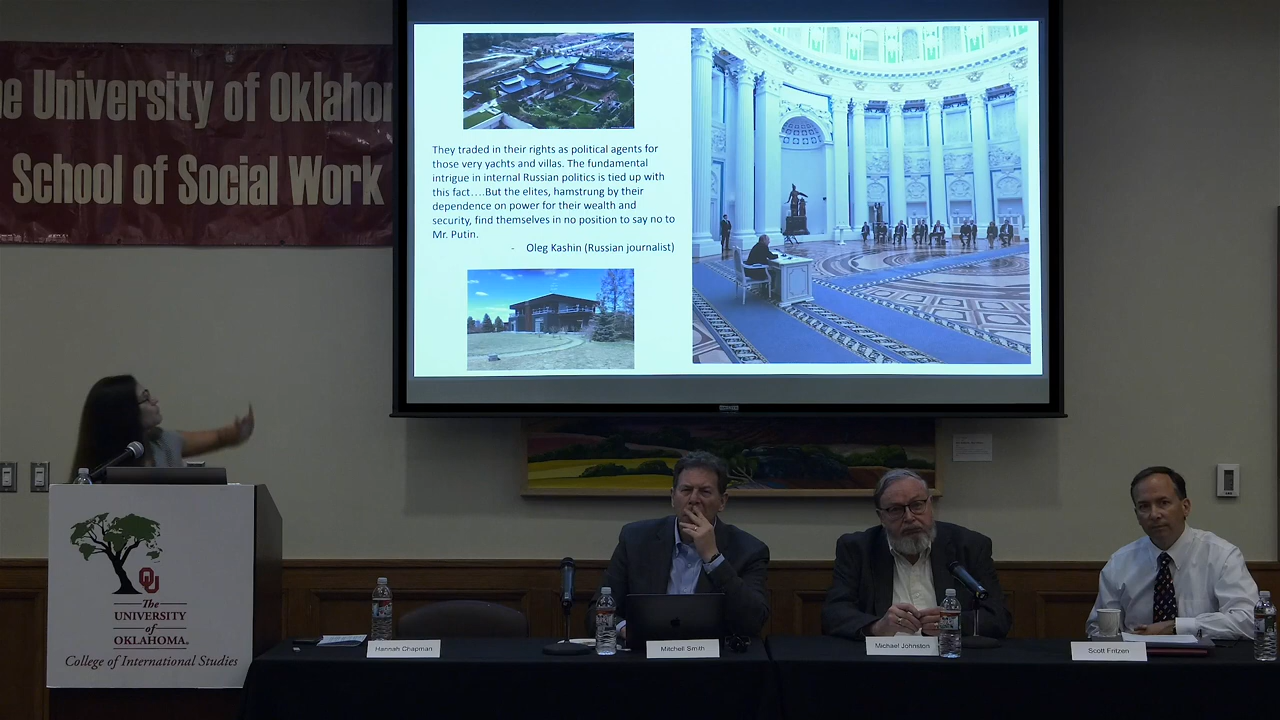 e University of Oklahor
School of Social Work
They traded in their rights as political agents for
those very yachts and villas. The fundamental
intrigue in internal Russian politics is tied up with
this fact….But the elites, hamstrung by their
dependence on power for their wealth and
security, find themselves in no position to say no to
Mr. Putin.
- Oleg Kashin (Russian journalist)
OU
The
UNIVERSITY
of
OKLAHOMA.
College of International Studies
Hannah Chapman
Mitchell Smith
Michael Johnston
Scott Fritzen